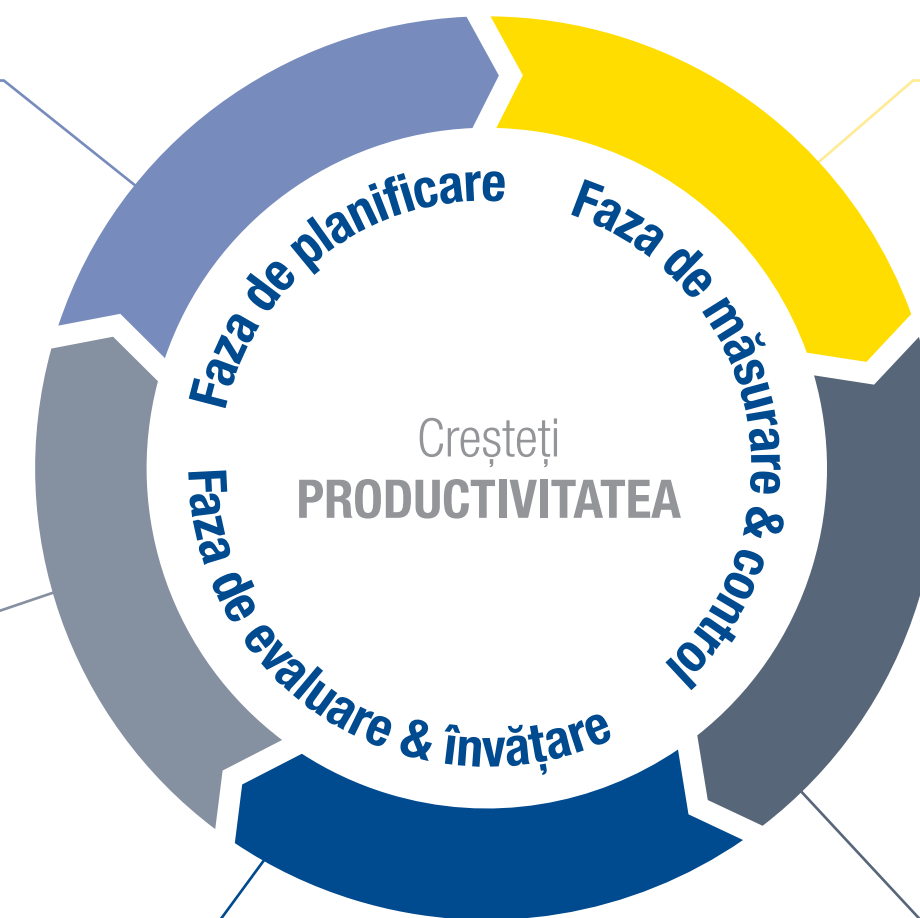 Faza de planificare
Faza de măsurare & control
Faza de evaluare & învățare
Creșteți
PRODUCTIVITATEA